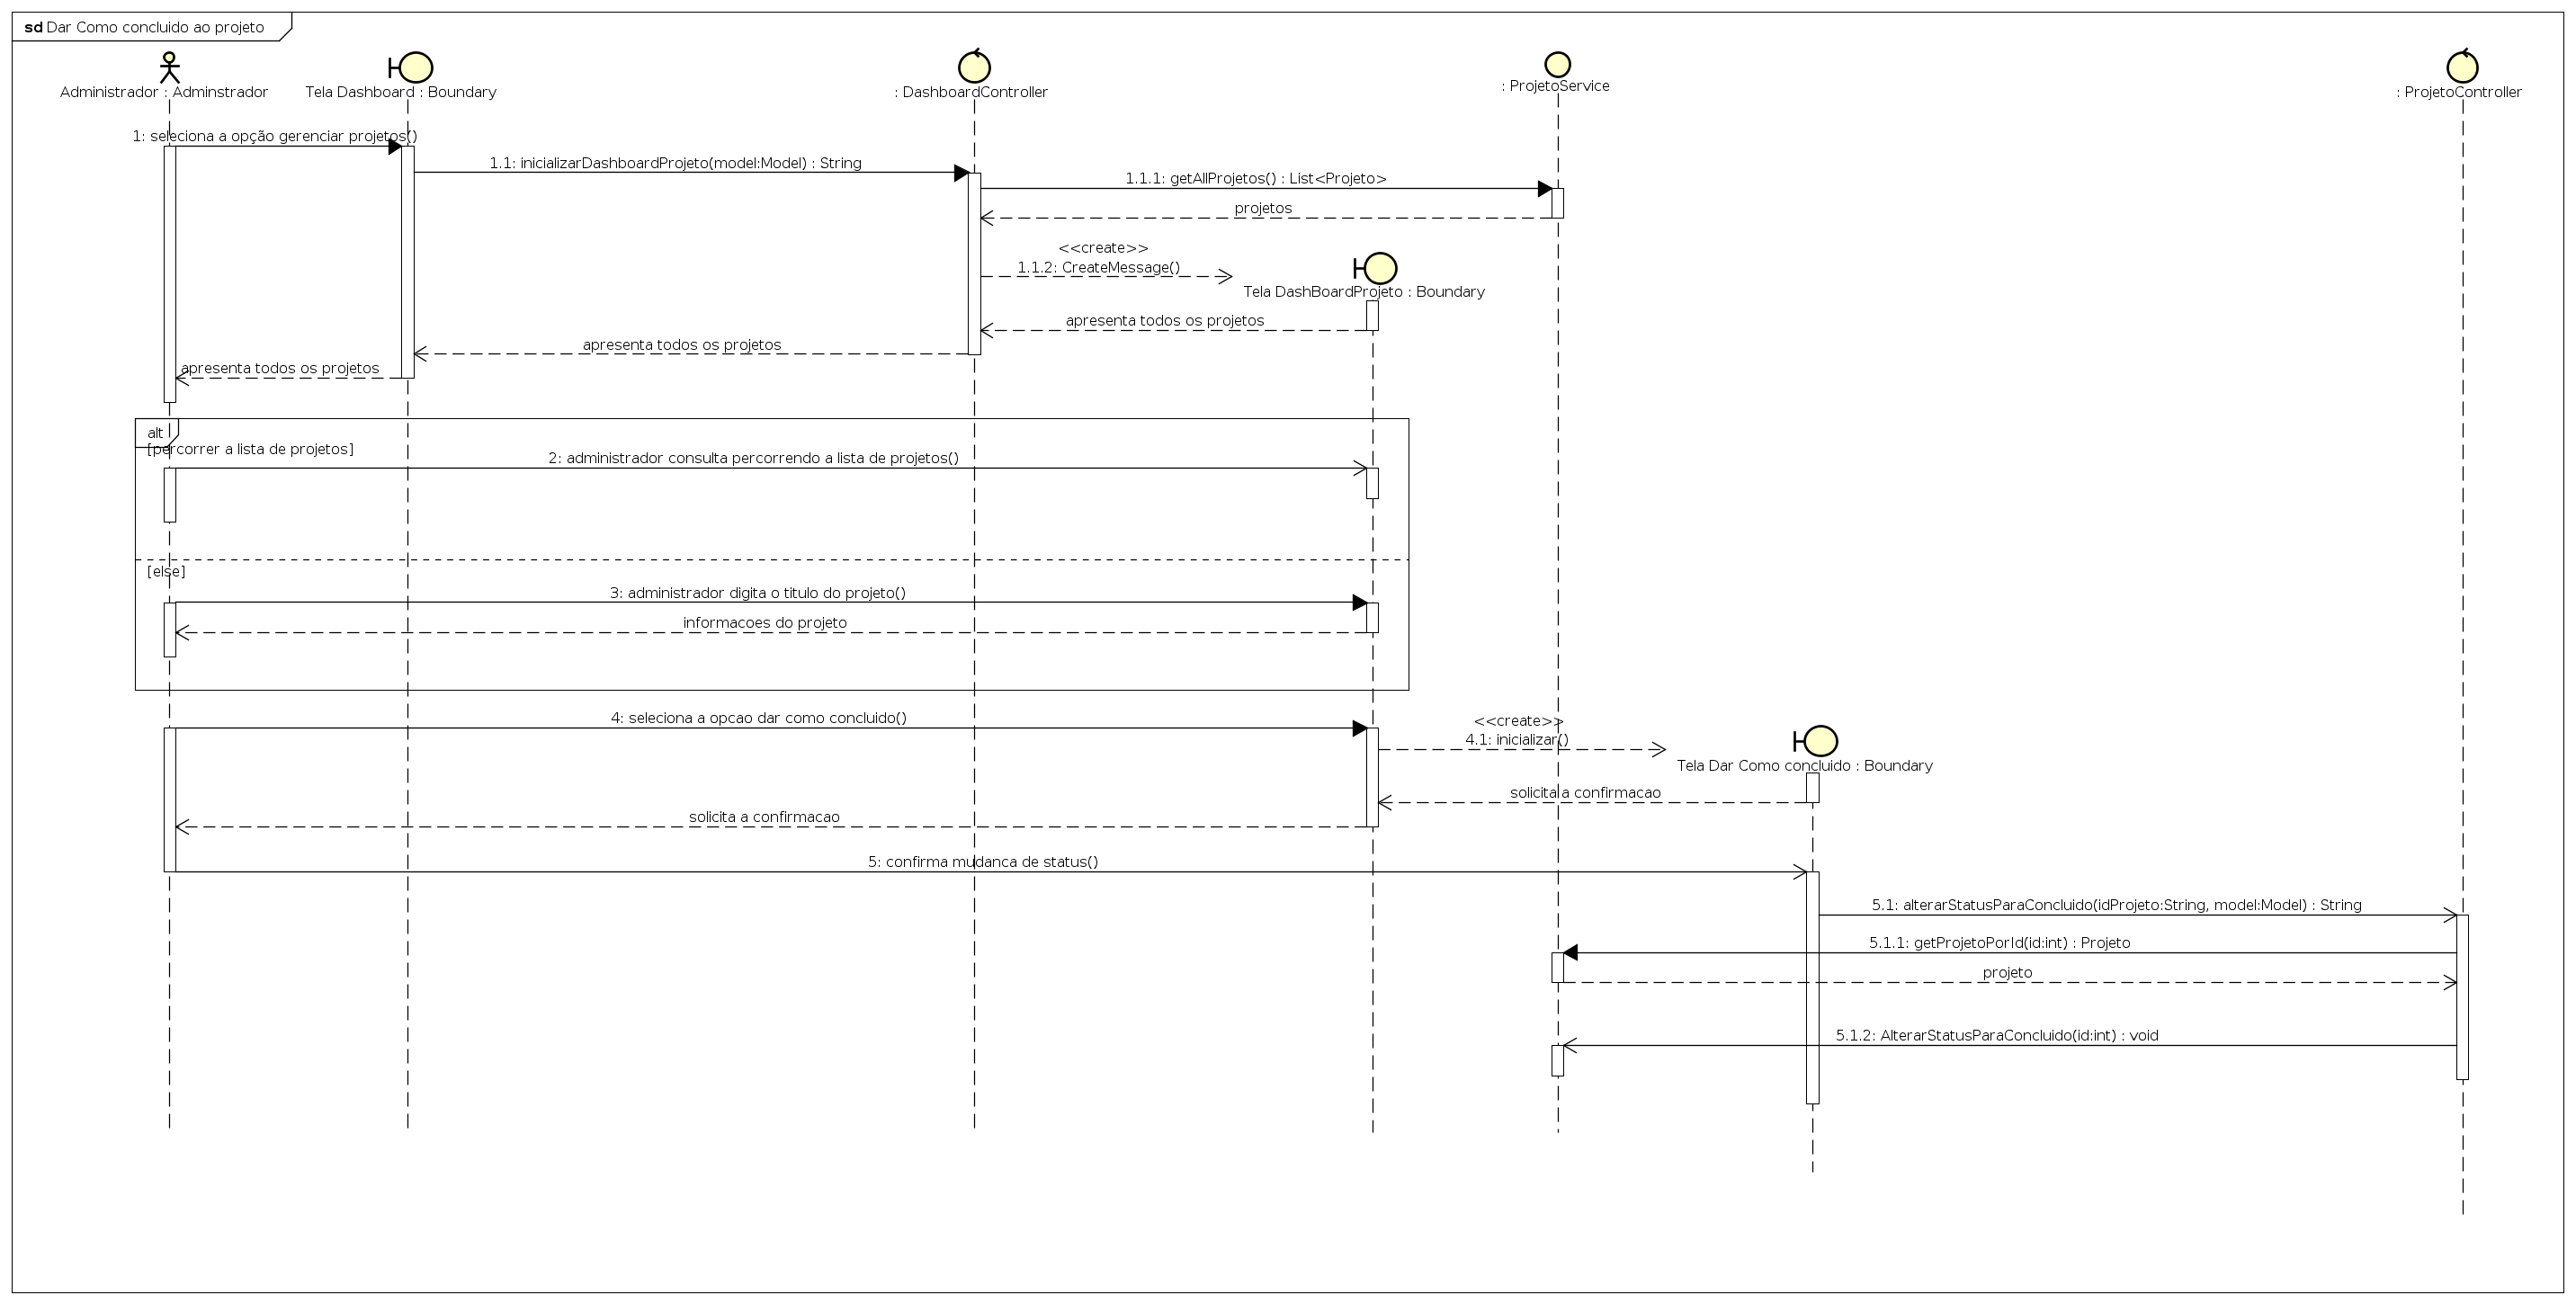 sd Dar Como concluido ao projeto
Administrador : Adminstrador
Tela Dashboard : Boundary
: DashboardController
: ProjetoService
: ProjetoController
1: seleciona a opção gerenciar projetos()
1.1: inicializarDashboardProjeto(model:Model) : String
1.1.1: getAllProjetos() : List<Projeto>
projetos
<<create>>
1.1.2: CreateMessage()
Tela DashBoardProjeto : Boundary
apresenta todos os projetos
apresenta todos os projetos
apresenta todos os projetos
alt
[percorrer a lista de projetos]
2: administrador consulta percorrendo a lista de projetos()
[else]
3: administrador digita o titulo do projeto()
informacoes do projeto
4: seleciona a opcao dar como concluido()
<<create>>
4.1: inicializar()
Tela Dar Como concluido : Boundary
solicita a confirmacao
solicita a confirmacao
5: confirma mudanca de status()
5.1: alterarStatusParaConcluido(idProjeto:String, model:Model) : String
5.1.1: getProjetoPorId(id:int) : Projeto
projeto
5.1.2: AlterarStatusParaConcluido(id:int) : void